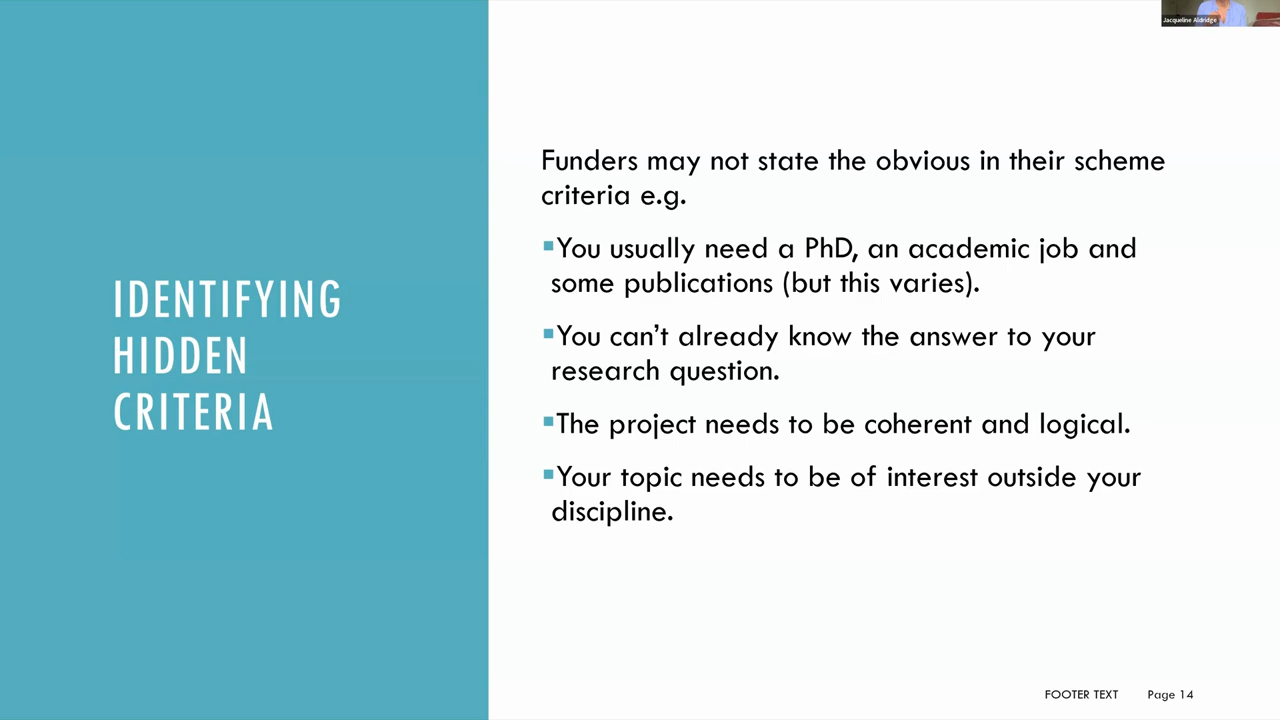 Jacqueline Aldridge
IDENTIFYING
HIDDEN
CRITERIA
Funders may not state the obvious in their scheme
criteria e.g.
▪You usually need a PhD, an academic job and
some publications (but this varies).
▪You can’t already know the answer to your
research question.
▪The project needs to be coherent and logical.
▪Your topic needs to be of interest outside your
discipline.
FOOTER TEXT Page 14